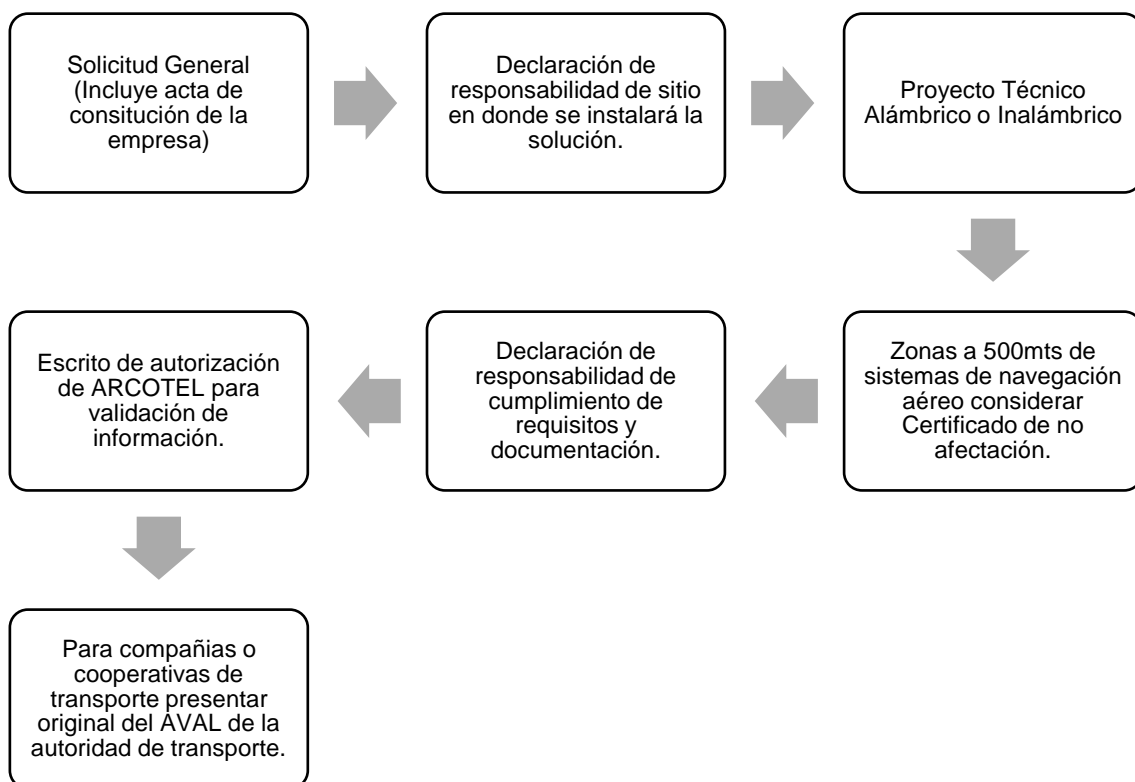 Solicitud General
(Incluye acta de
consitución de la
empresa)
Declaración de
responsabilidad de sitio
en donde se instalará la
solución.
Proyecto Técnico
Alámbrico o Inalámbrico
Zonas a 500mts de
sistemas de navegación
aéreo considerar
Certificado de no
afectación.
Declaración de
responsabilidad de
cumplimiento de
requisitos y
documentación.
Escrito de autorización
de ARCOTEL para
validación de
información.
Para compañias o
cooperativas de
transporte presentar
original del AVAL de la
autoridad de transporte.